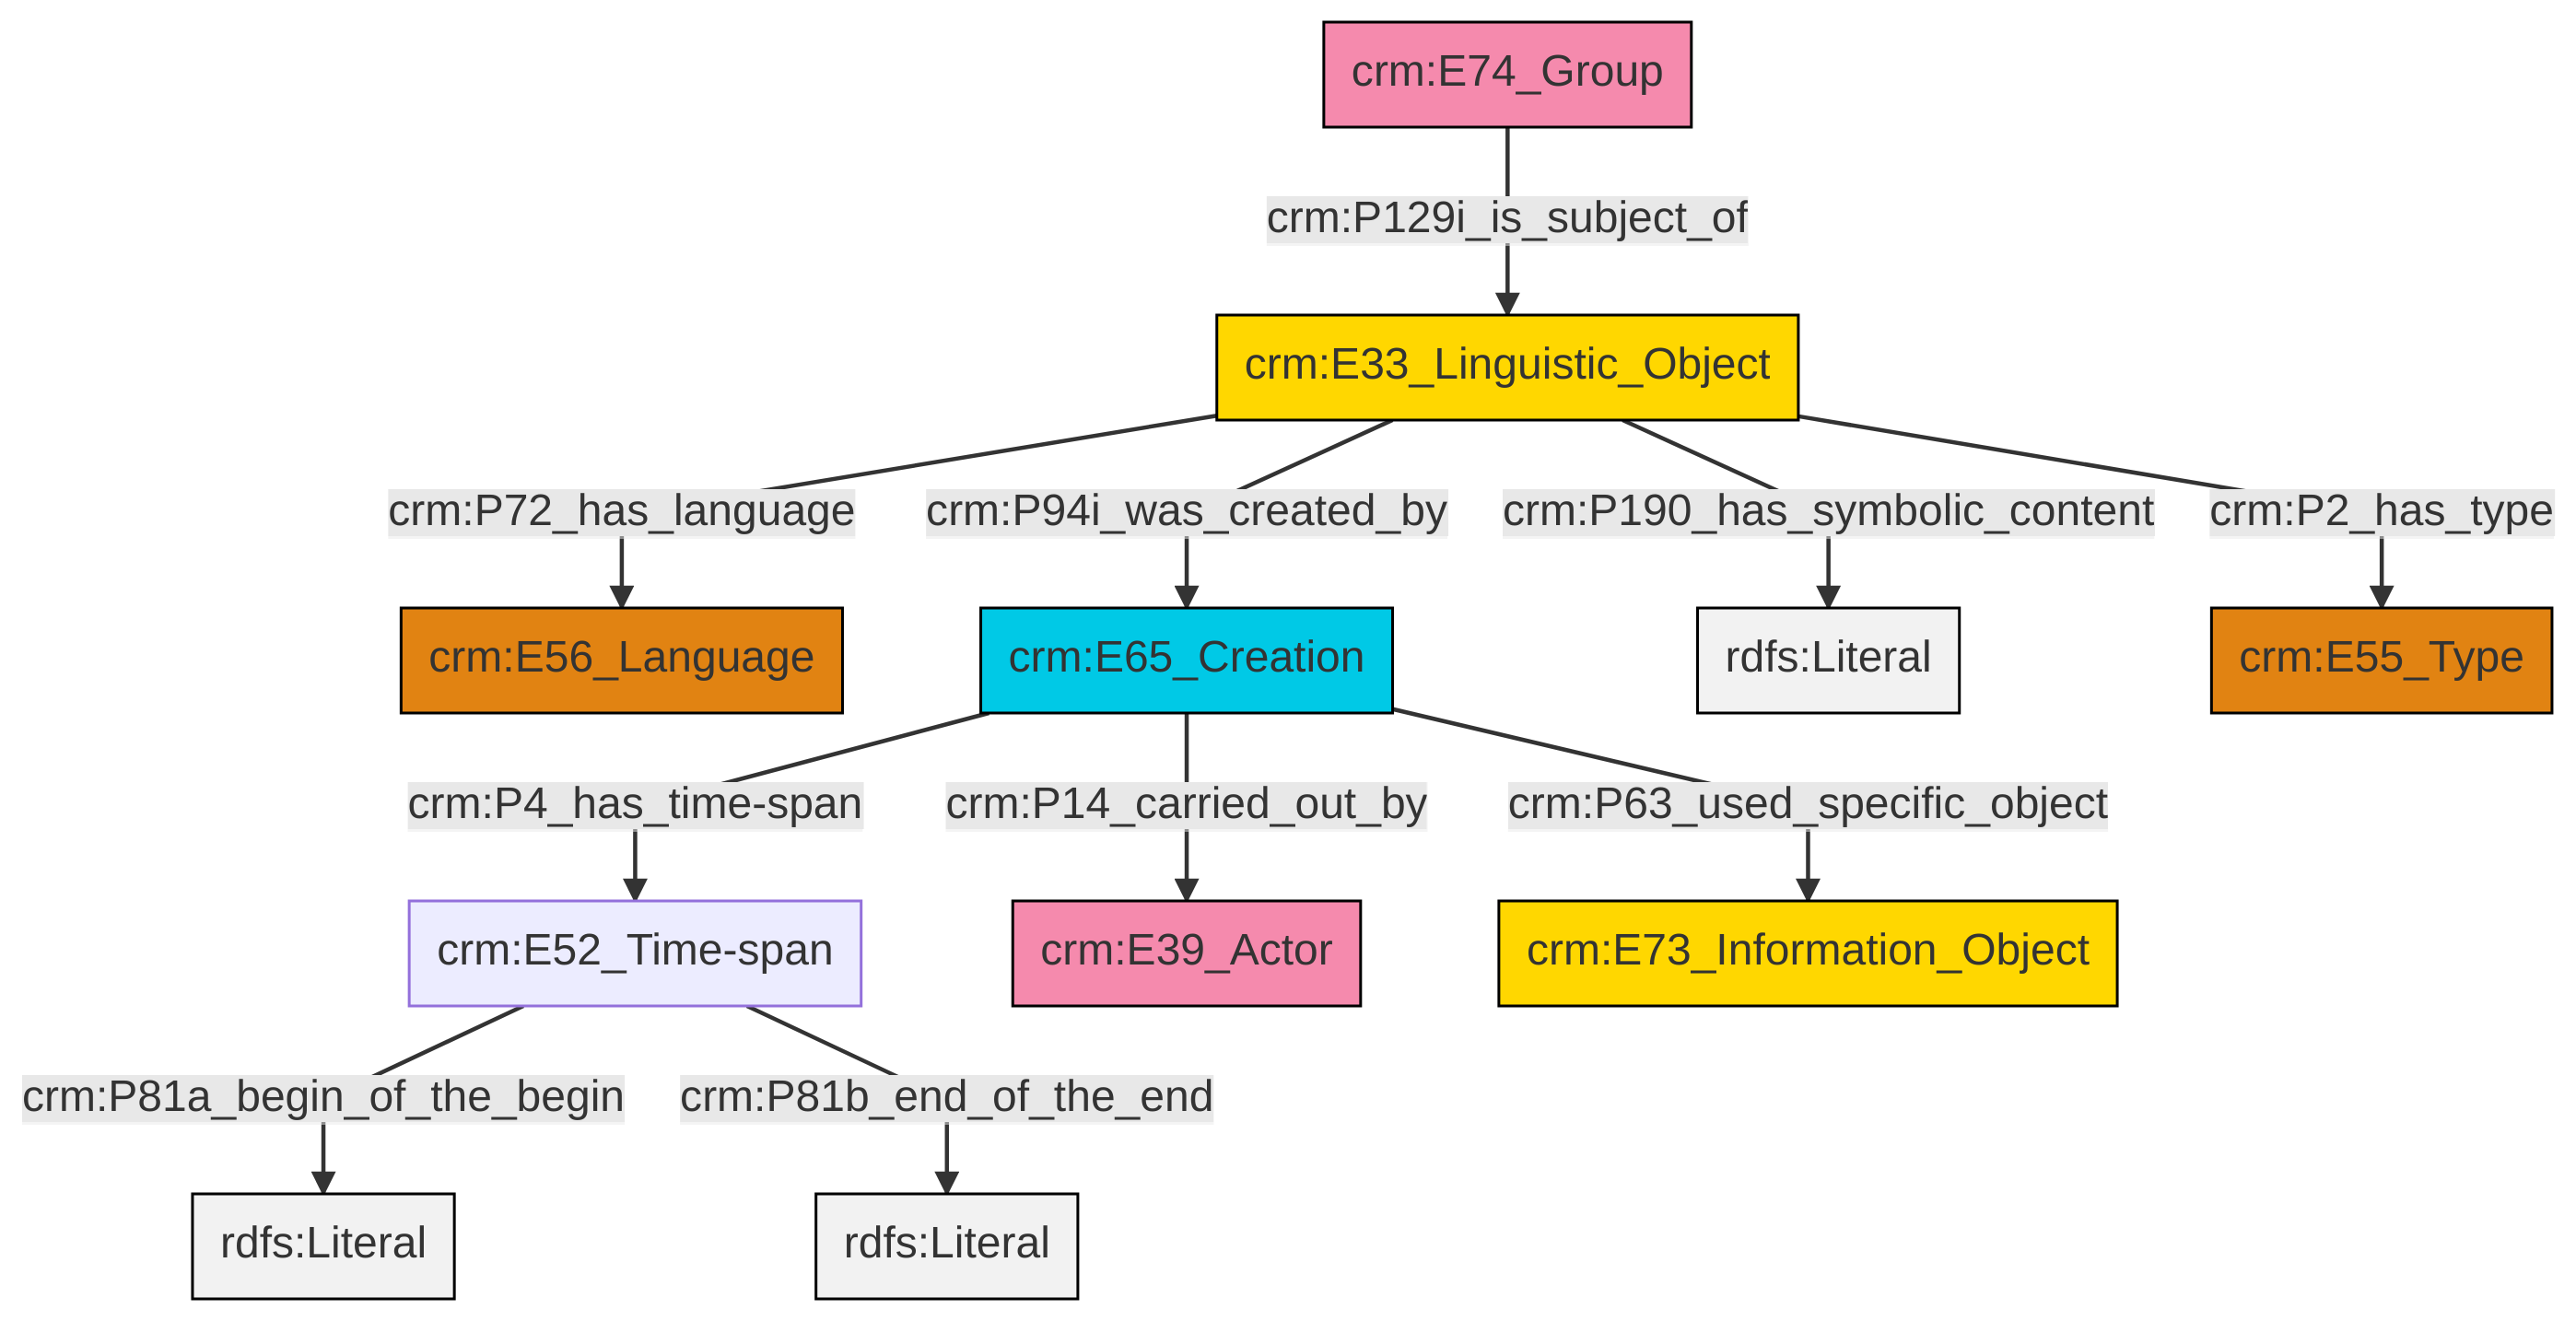 crm:E74_Group
crm:P129i_is_subject_of
crm:E33_Linguistic_Object
crm:P72_has_language
crm:P94i_was_created_by
crm:P190_has_symbolic_content
crm:P2_has_type
crm:E56_Language
crm:E65_Creation
rdfs:Literal
crm:E55_Type
crm:P4_has_time-span
crm:P14_carried_out_by
crm:P63_used_specific_object
crm:E52_Time-span
crm:E39_Actor
crm:E73_Information_Object
crm:P81a_begin_of_the_begin
crm:P81b_end_of_the_end
rdfs:Literal
rdfs:Literal